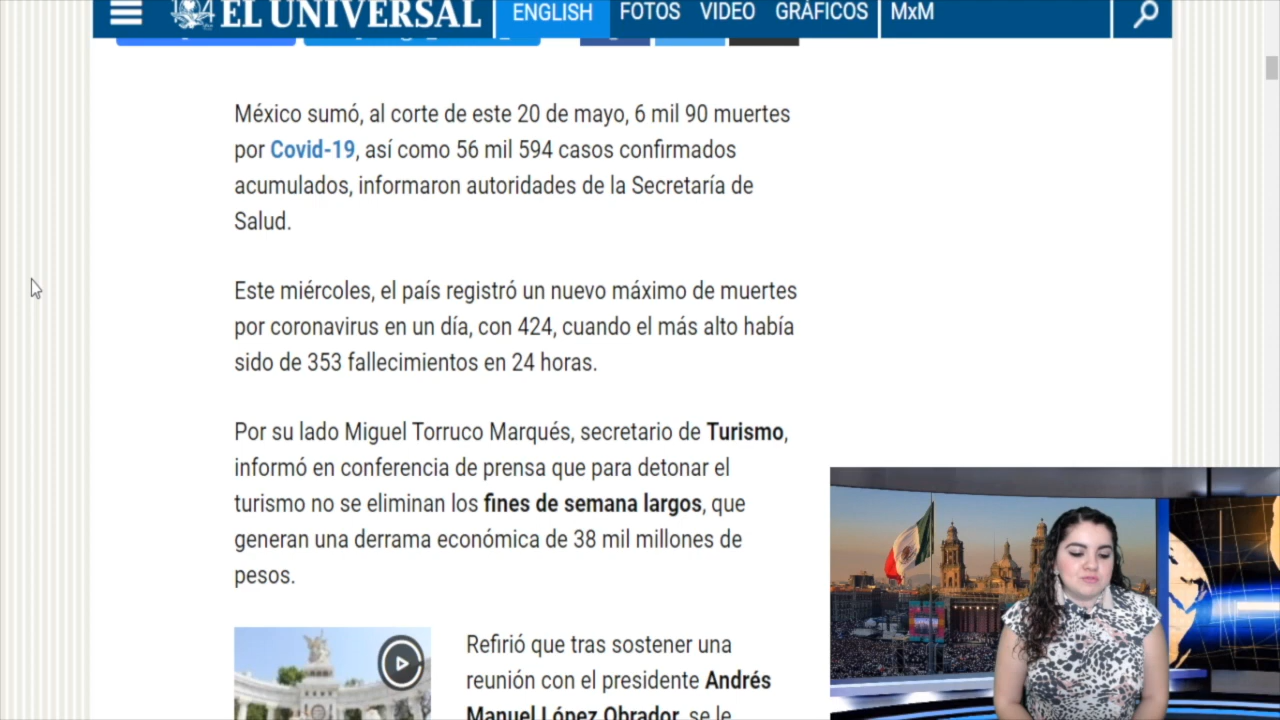 EL UNIVERSAL
ENGLISH
FOTOS
VIDEO
GRÁFICOS
MxM
México sumó, al corte de este 20 de mayo, 6 mil 90 muertes
por Covid-19, así como 56 mil 594 casos confirmados
acumulados, informaron autoridades de la Secretaría de
Salud.
Este miércoles, el país registró un nuevo máximo de muertes
por coronavirus en un día, con 424, cuando el más alto había
sido de 353 fallecimientos en 24 horas.
Por su lado Miguel Torruco Marqués, secretario de Turismo,
informó en conferencia de prensa que para detonar el
turismo no se eliminan los fines de semana largos, que
generan una derrama económica de 38 mil millones de
pesos.
Refirió que tras sostener una
reunión con el presidente Andrés
Manuel López Obrador, se le